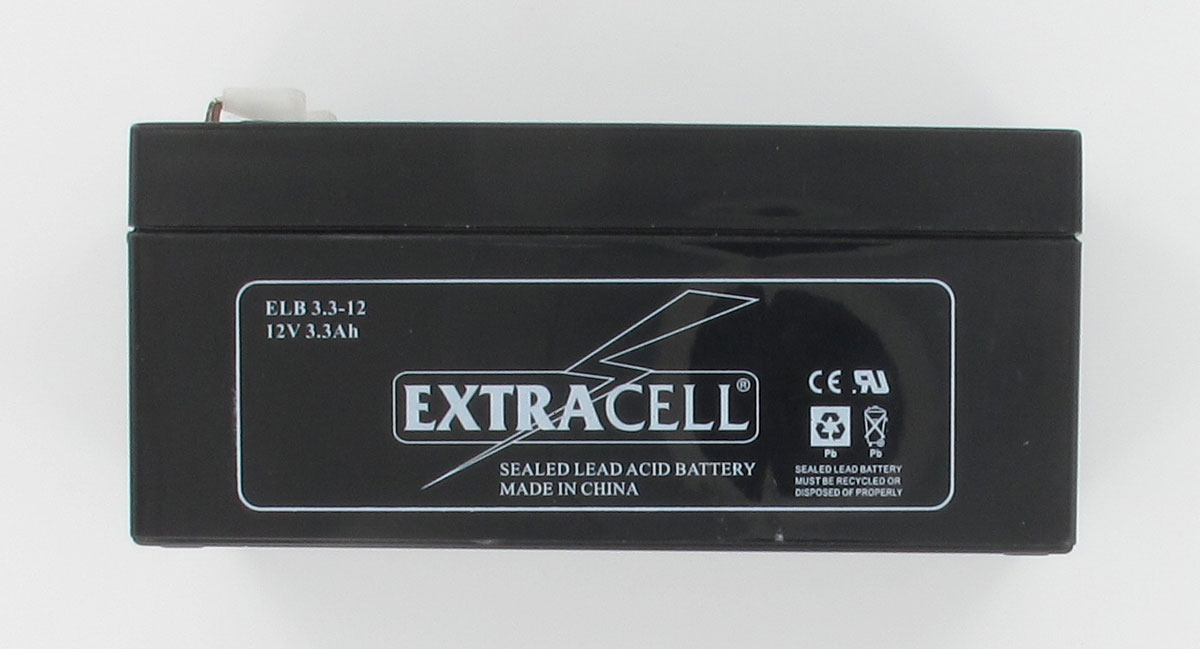 ELB 3.3-12
12V 3.3Ah
EXTRACELL®
SEALED LEAD ACID BATTERY
MADE IN CHINA
CE RU
Pb Pb
SEALED LEAD BATTERY
MUST BE RECYCLED OR
DISPOSED OF PROPERLY